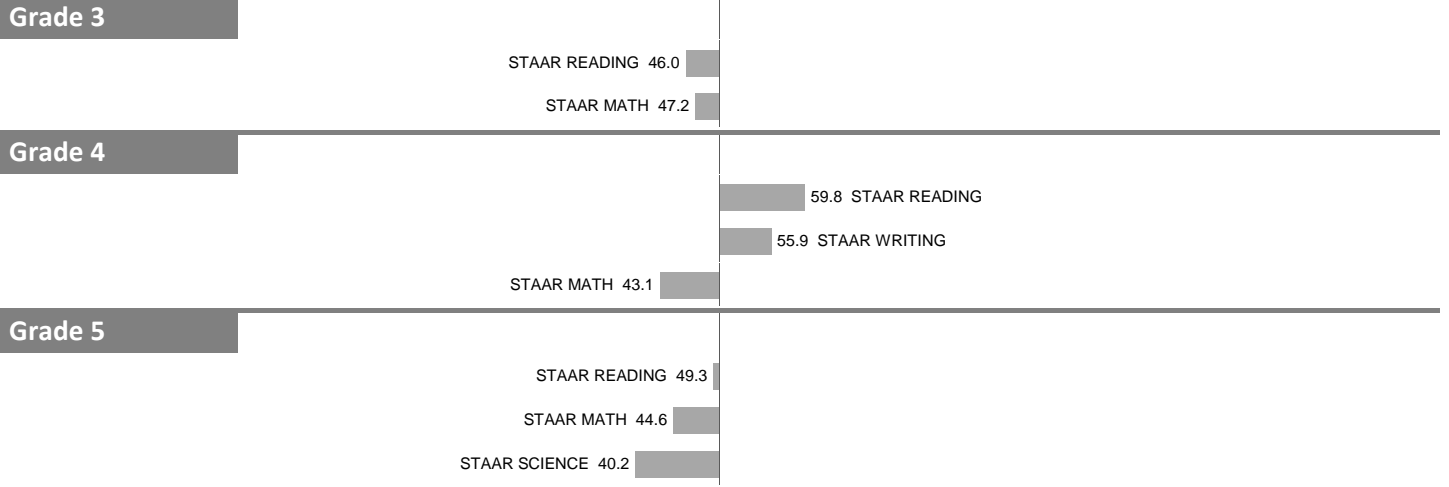 Grade 3
STAAR READING 46.0
STAAR MATH 47.2
Grade 4
59.8 STAAR READING
55.9 STAAR WRITING
STAAR MATH 43.1
Grade 5
STAAR READING 49.3
STAAR MATH 44.6
STAAR SCIENCE 40.2